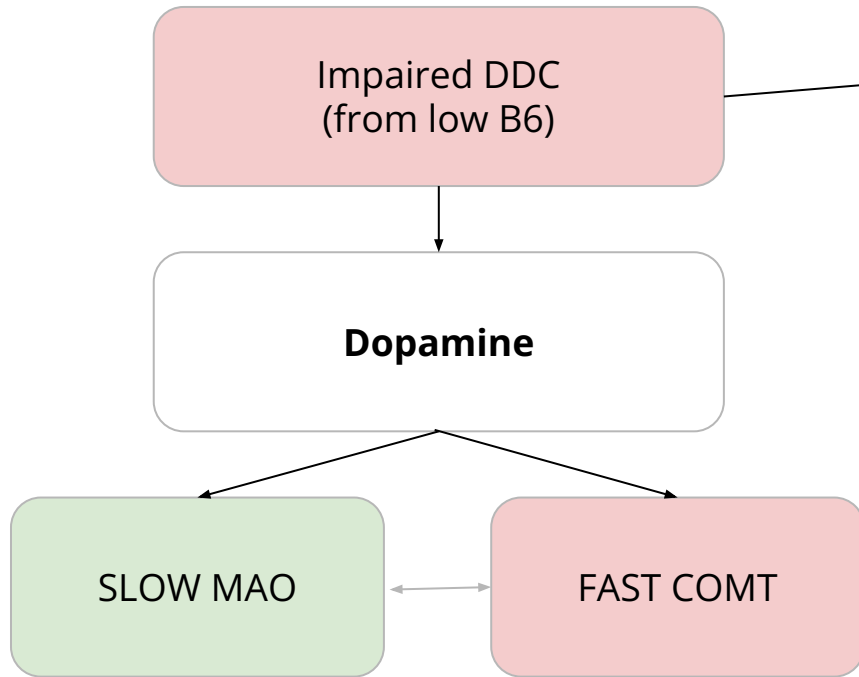 Impaired DDC
(from low B6)
Dopamine
SLOW MAO
FAST COMT